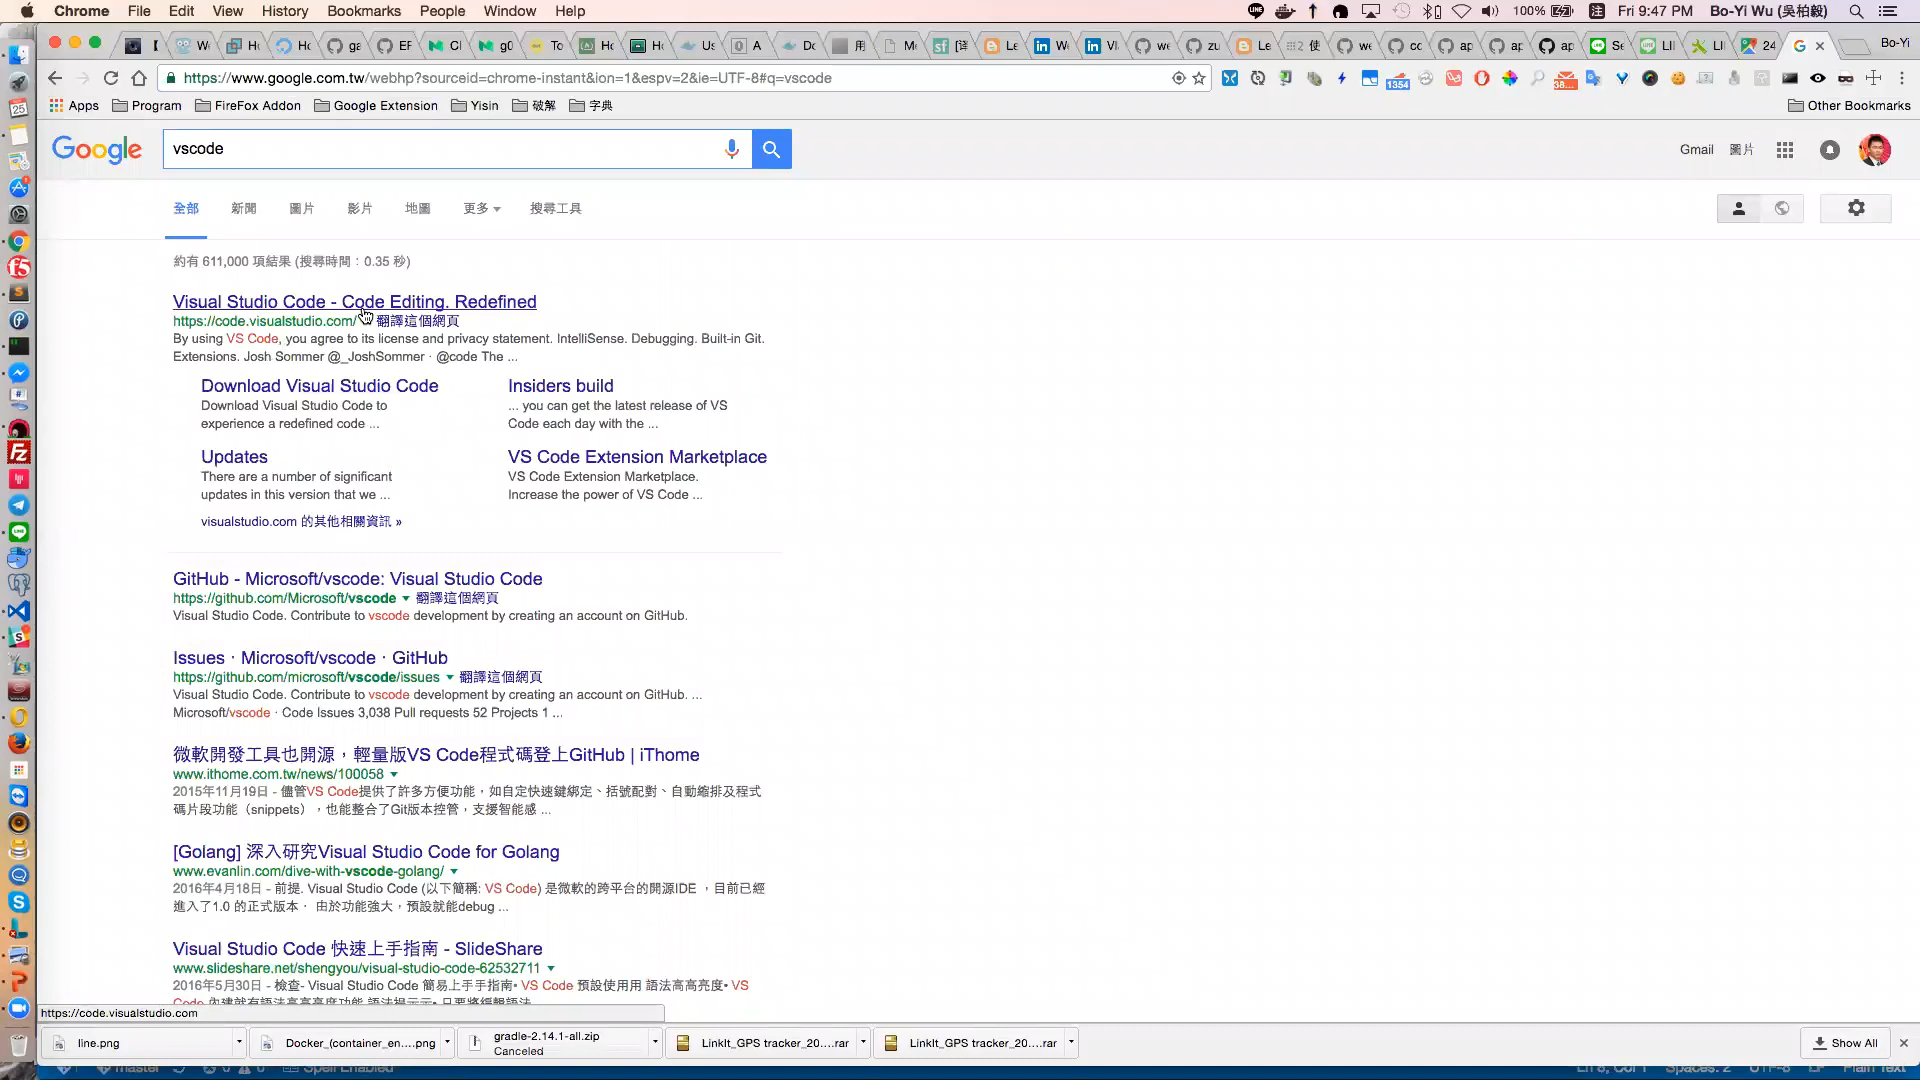 Chrome File Edit View History Bookmarks People Window Help
100% 注 Fri 9:47 PM Bo-Yi Wu (吳柏毅)
Bo-Yi
https://www.google.com.tw/webhp?sourceid=chrome-instant&ion=1&espv=2&ie=UTF-8#q=vscode
Apps Program FireFox Addon Google Extension Yisin 破解 字典 Other Bookmarks
Google vscode Gmail 圖片
全部 新聞 圖片 影片 地圖 更多 搜尋工具
約有 611,000 項結果 (搜尋時間：0.35 秒)
Visual Studio Code - Code Editing. Redefined
https://code.visualstudio.com/ 翻譯這個網頁
By using VS Code, you agree to its license and privacy statement. IntelliSense. Debugging. Built-in Git.
Extensions. Josh Sommer @_JoshSommer · @code The ...
Download Visual Studio Code
Download Visual Studio Code to
experience a redefined code ...
Insiders build
... you can get the latest release of VS
Code each day with the ...
Updates
There are a number of significant
updates in this version that we ...
VS Code Extension Marketplace
VS Code Extension Marketplace.
Increase the power of VS Code ...
visualstudio.com 的其他相關資訊 »
GitHub - Microsoft/vscode: Visual Studio Code
https://github.com/Microsoft/vscode 翻譯這個網頁
Visual Studio Code. Contribute to vscode development by creating an account on GitHub.
Issues · Microsoft/vscode · GitHub
https://github.com/microsoft/vscode/issues 翻譯這個網頁
Visual Studio Code. Contribute to vscode development by creating an account on GitHub. ...
Microsoft/vscode · Code Issues 3,038 Pull requests 52 Projects 1 ...
微軟開發工具也開源，輕量版VS Code程式碼登上GitHub | iThome
www.ithome.com.tw/news/100058
2015年11月19日 - 儘管VS Code提供了許多方便功能，如自定快速鍵綁定、括號配對、自動縮排及程式
碼片段功能（snippets），也能整合了Git版本控管，支援智能感 ...
[Golang] 深入研究Visual Studio Code for Golang
www.evanlin.com/dive-with-vscode-golang/
2016年4月18日 - 前提. Visual Studio Code (以下簡稱: VS Code) 是微軟的跨平台的開源IDE ，目前已經
進入了1.0 的正式版本． 由於功能強大，預設就能debug ...
Visual Studio Code 快速上手指南 - SlideShare
www.slideshare.net/shengyou/visual-studio-code-62532711
2016年5月30日 - 檢查- Visual Studio Code 簡易上手手指南• VS Code 預設使用用 語法高高亮度• VS
https://code.visualstudio.com
line.png Docker_(container_en....png gradle-2.14.1-all.zip LinkIt_GPS tracker_20....rar LinkIt_GPS tracker_20....rar Show All
Canceled